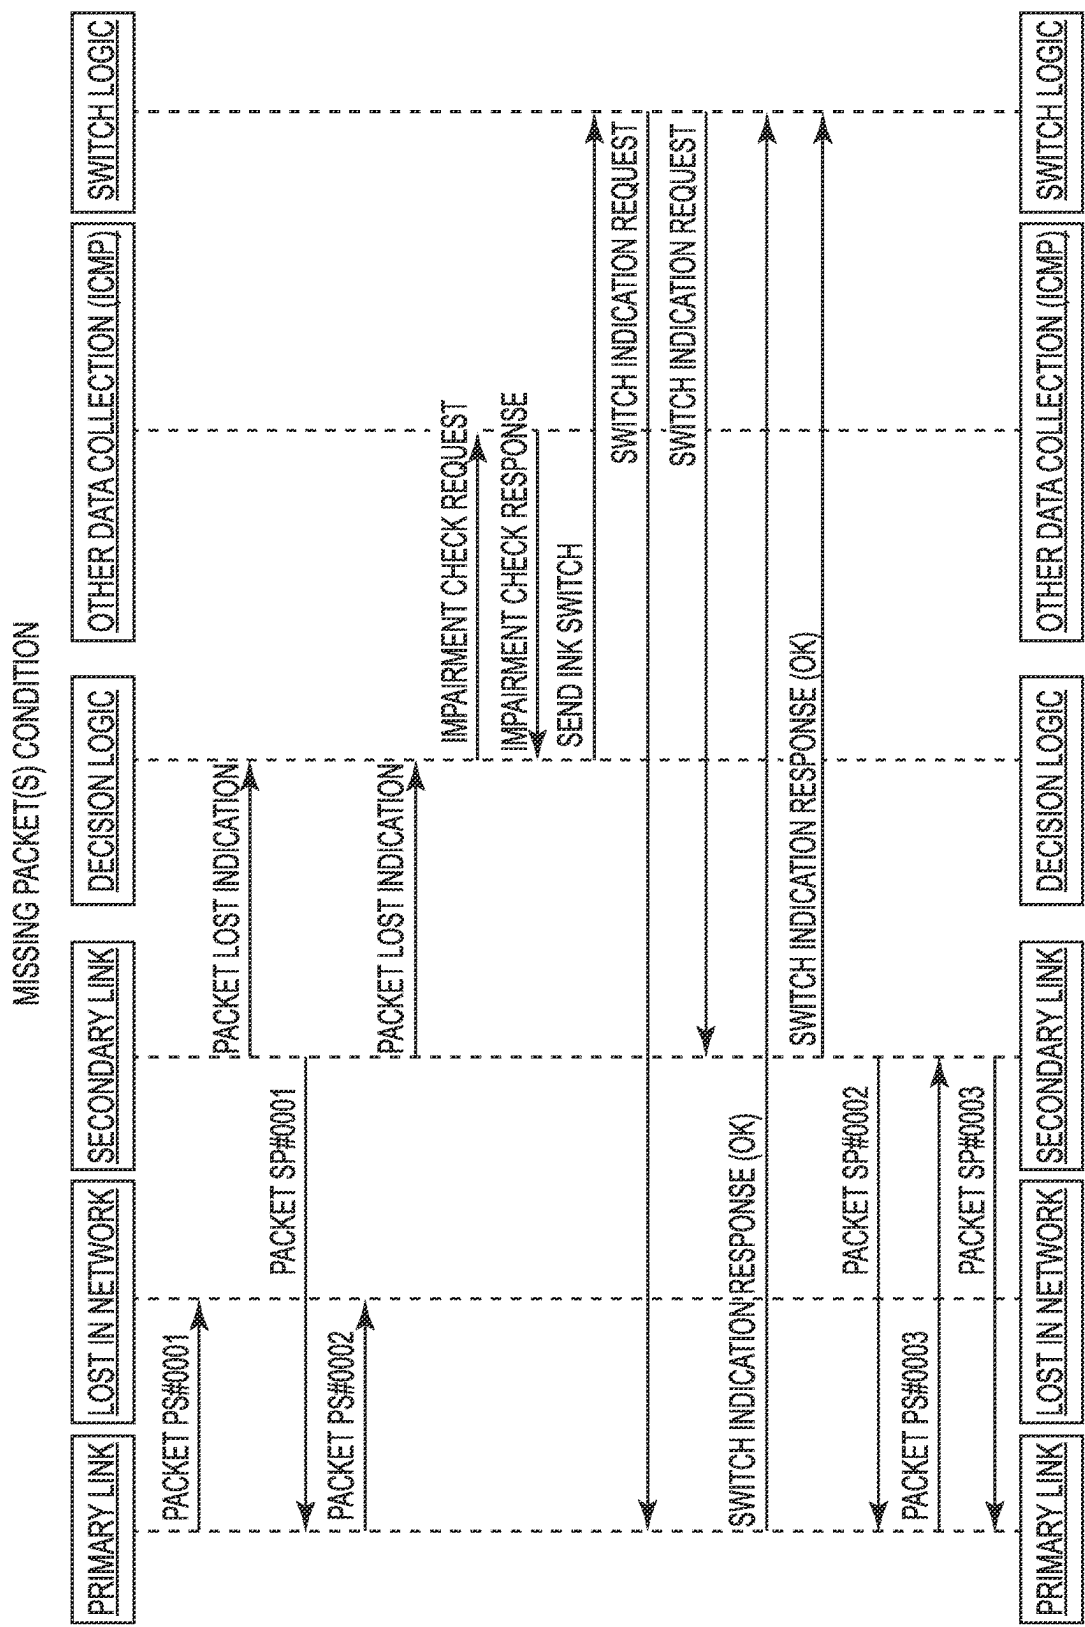 MISSING PACKET(S) CONDITION
PRIMARY LINK
LOST IN NETWORK
SECONDARY LINK
DECISION LOGIC
OTHER DATA COLLECTION (ICMP)
SWITCH LOGIC
PACKET PS#0001
PACKET LOST INDICATION
PACKET SP#0001
PACKET PS#0002
PACKET LOST INDICATION
IMPAIRMENT CHECK REQUEST
IMPAIRMENT CHECK RESPONSE
SEND INK SWITCH
SWITCH INDICATION REQUEST
SWITCH INDICATION REQUEST
SWITCH INDICATION RESPONSE (OK)
SWITCH INDICATION RESPONSE (OK)
PACKET SP#0002
PACKET PS#0003
PACKET SP#0003
PRIMARY LINK
LOST IN NETWORK
SECONDARY LINK
DECISION LOGIC
OTHER DATA COLLECTION (ICMP)
SWITCH LOGIC